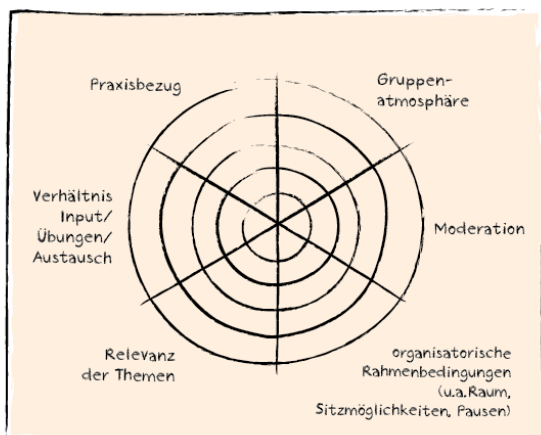 Praxisbezug
Gruppen-
atmosphäre
Verhältnis
Input/
Übungen/
Austausch
Moderation
Relevanz
der Themen
organisatorische
Rahmenbedingungen
(u.a.Raum,
Sitzmöglichkeiten, Pausen)